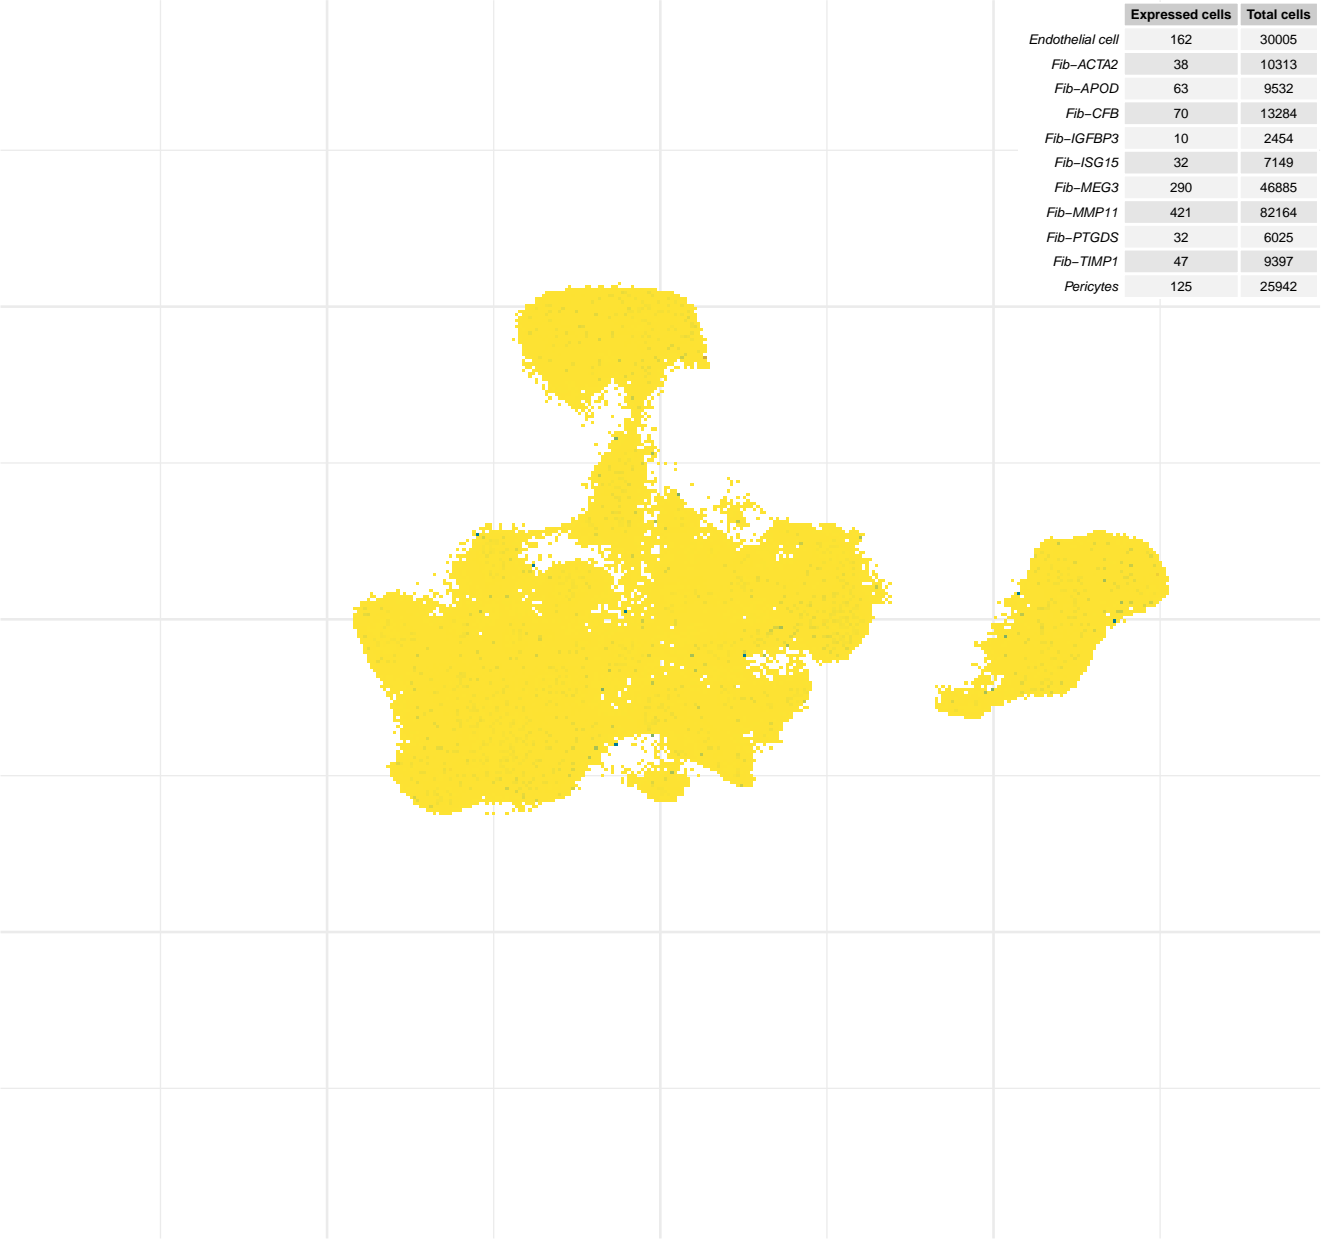 Expressed cells Total cells
Endothelial cell 162 30005
Fib−ACTA2 38 10313
Fib−APOD 63 9532
Fib−CFB 70 13284
Fib−IGFBP3 10 2454
Fib−ISG15 32 7149
Fib−MEG3 290 46885
Fib−MMP11 421 82164
Fib−PTGDS 32 6025
Fib−TIMP1 47 9397
Pericytes 125 25942